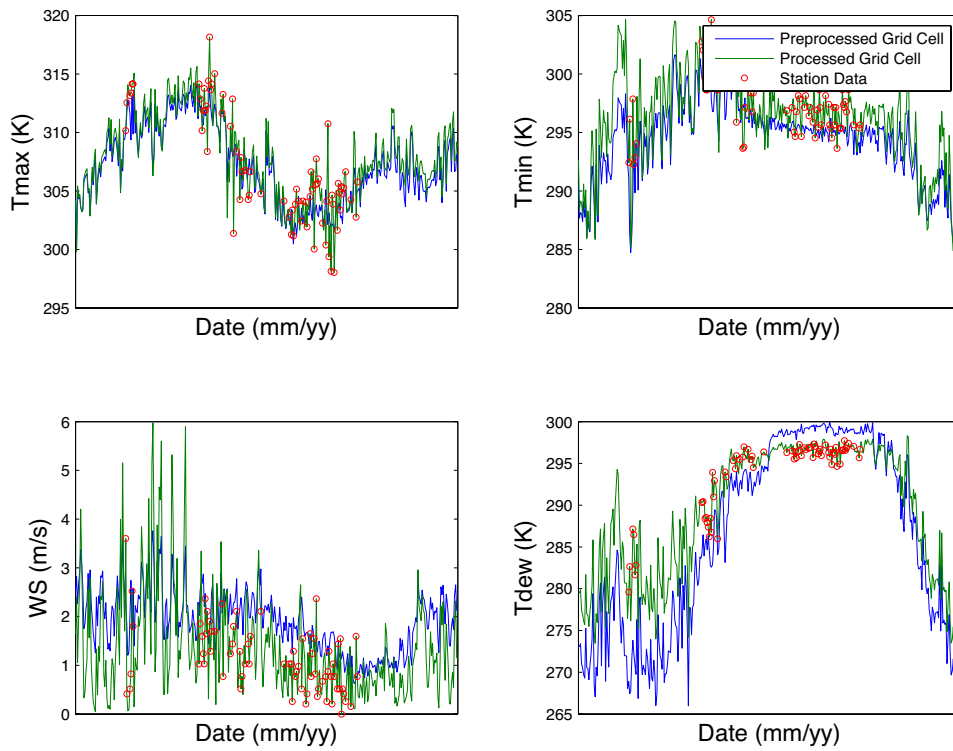 320
315
310
305
300
295
Tmax (K)
Date (mm/yy)
305
300
295
290
285
280
Tmin (K)
Date (mm/yy)
Preprocessed Grid Cell
Processed Grid Cell
Station Data
6
5
4
3
2
1
0
WS (m/s)
Date (mm/yy)
300
295
290
285
280
275
270
265
Tdew (K)
Date (mm/yy)